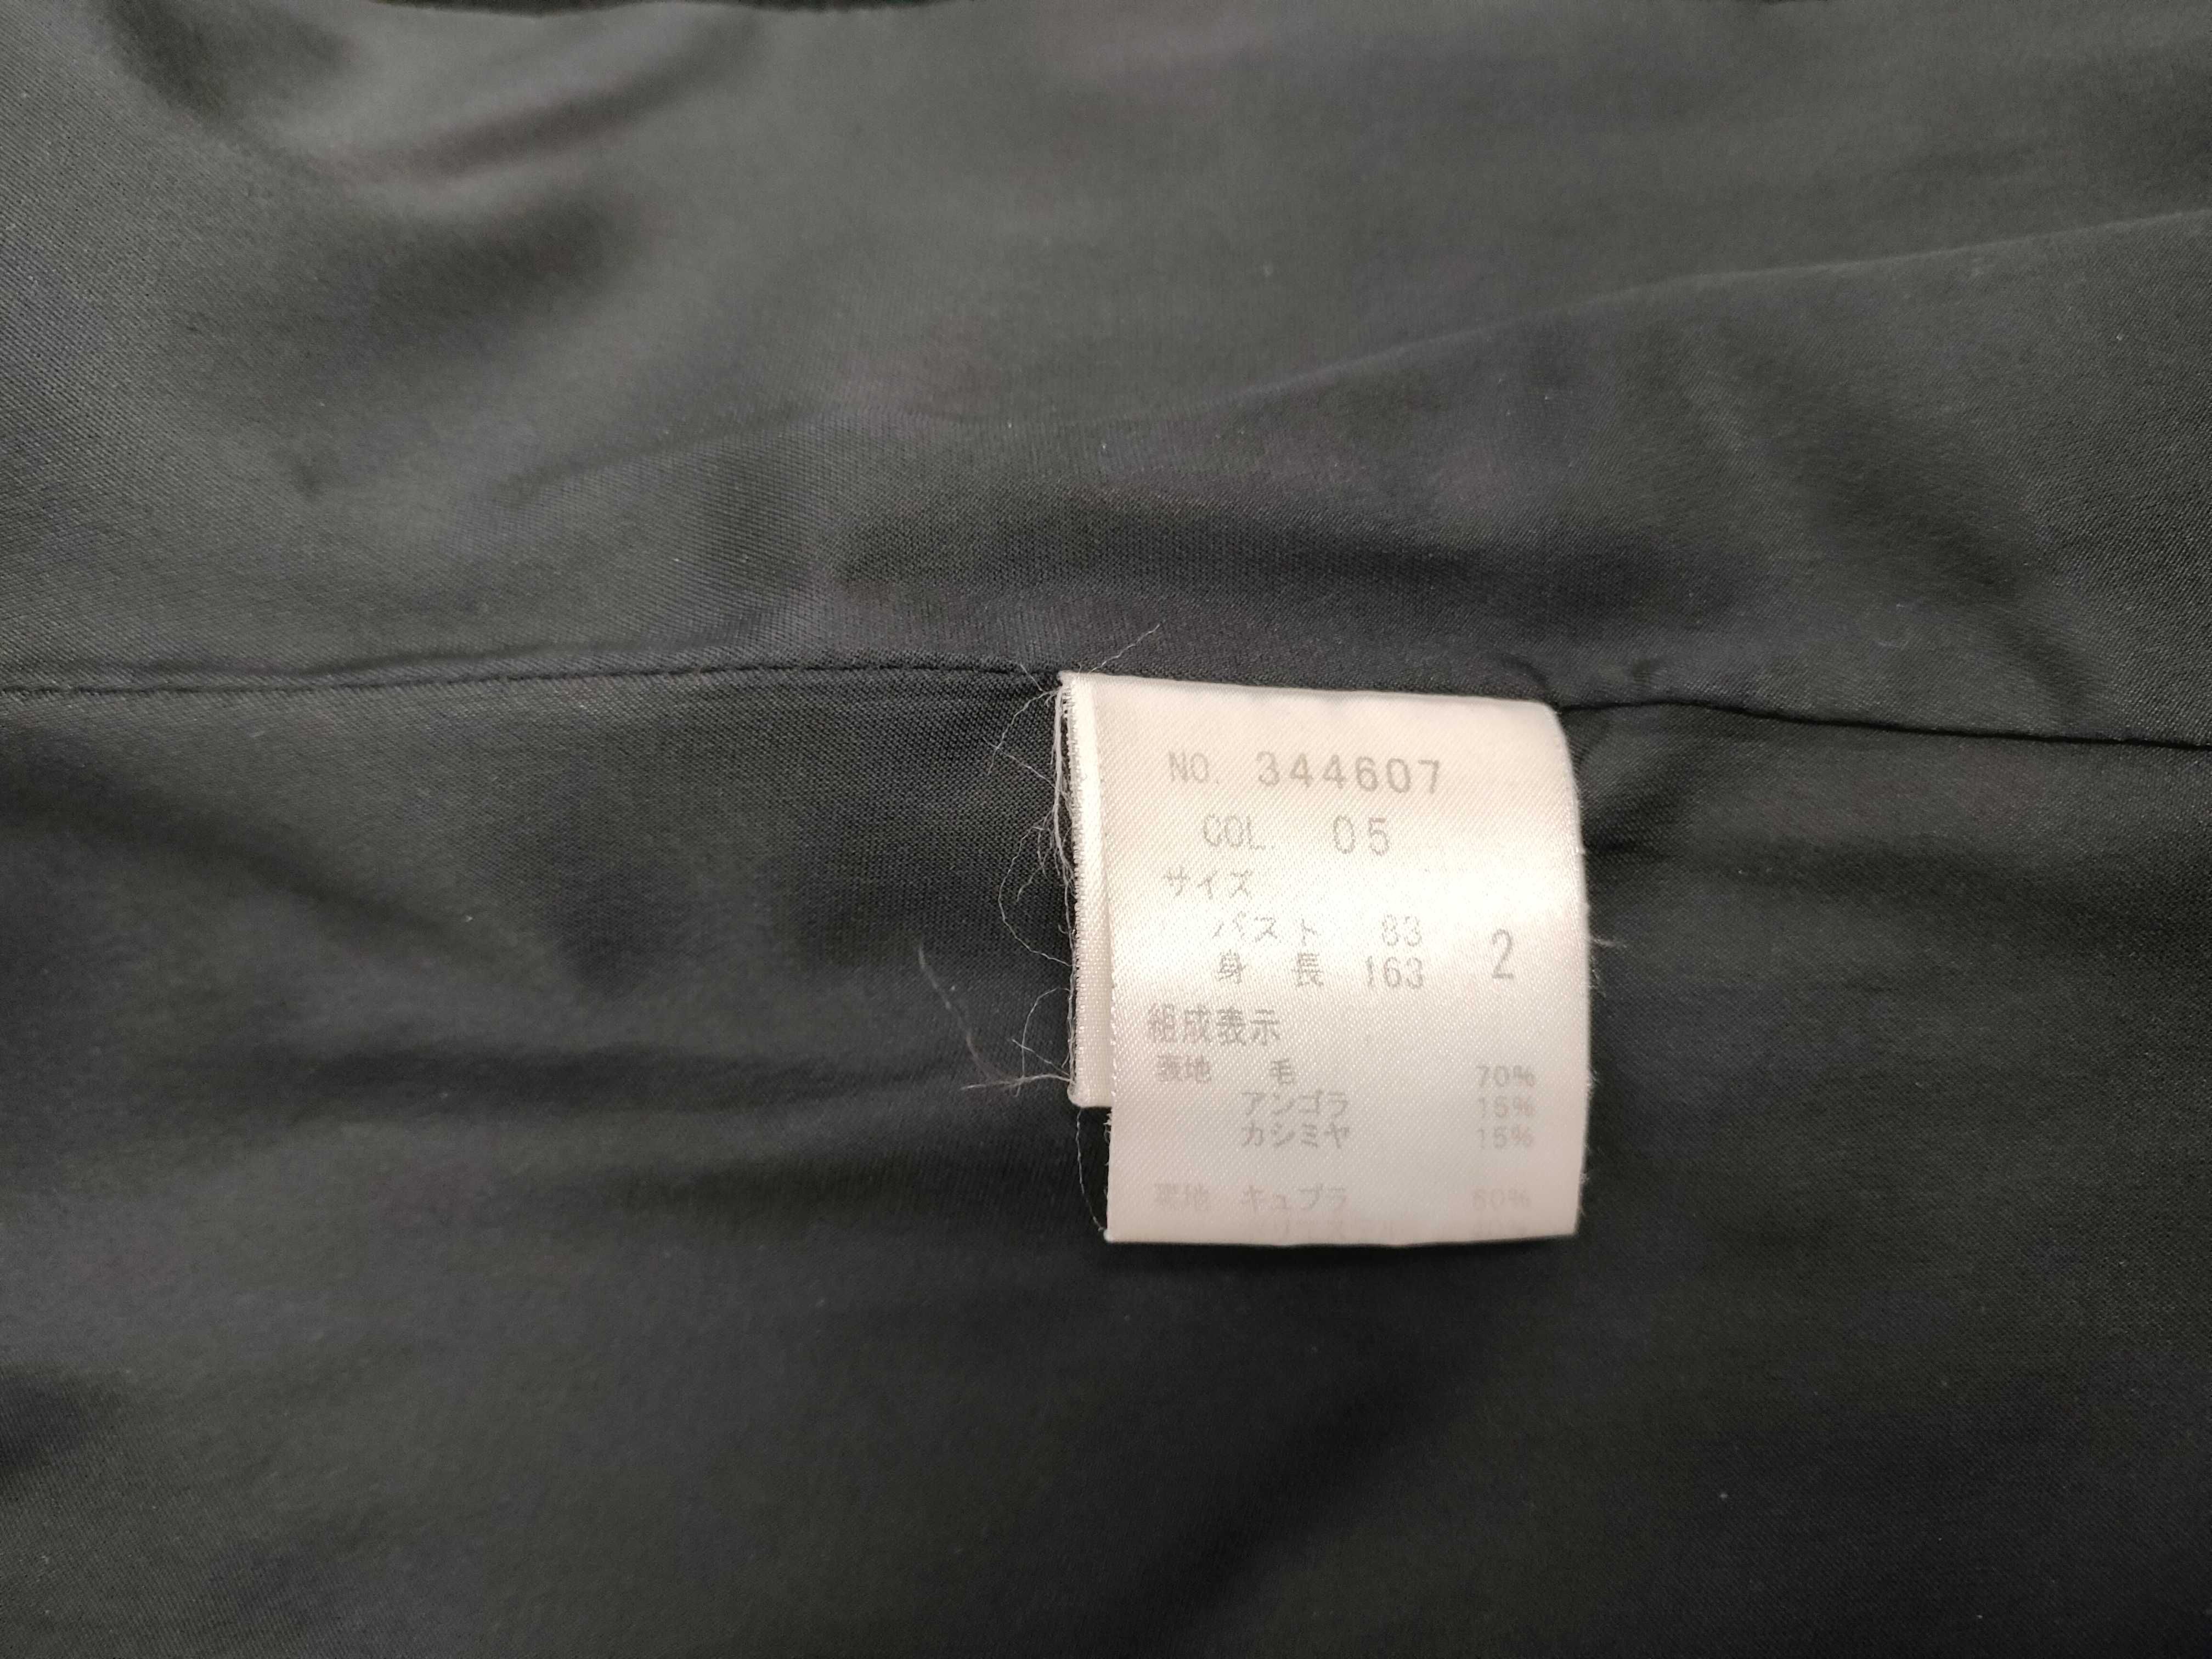 NO. 344607
COL. 05
サイズ
バスト 83
身 長 163 2
組成表示
表地 毛 70%
アンゴラ 15%
カシミヤ 15%
裏地 キュプラ 60%